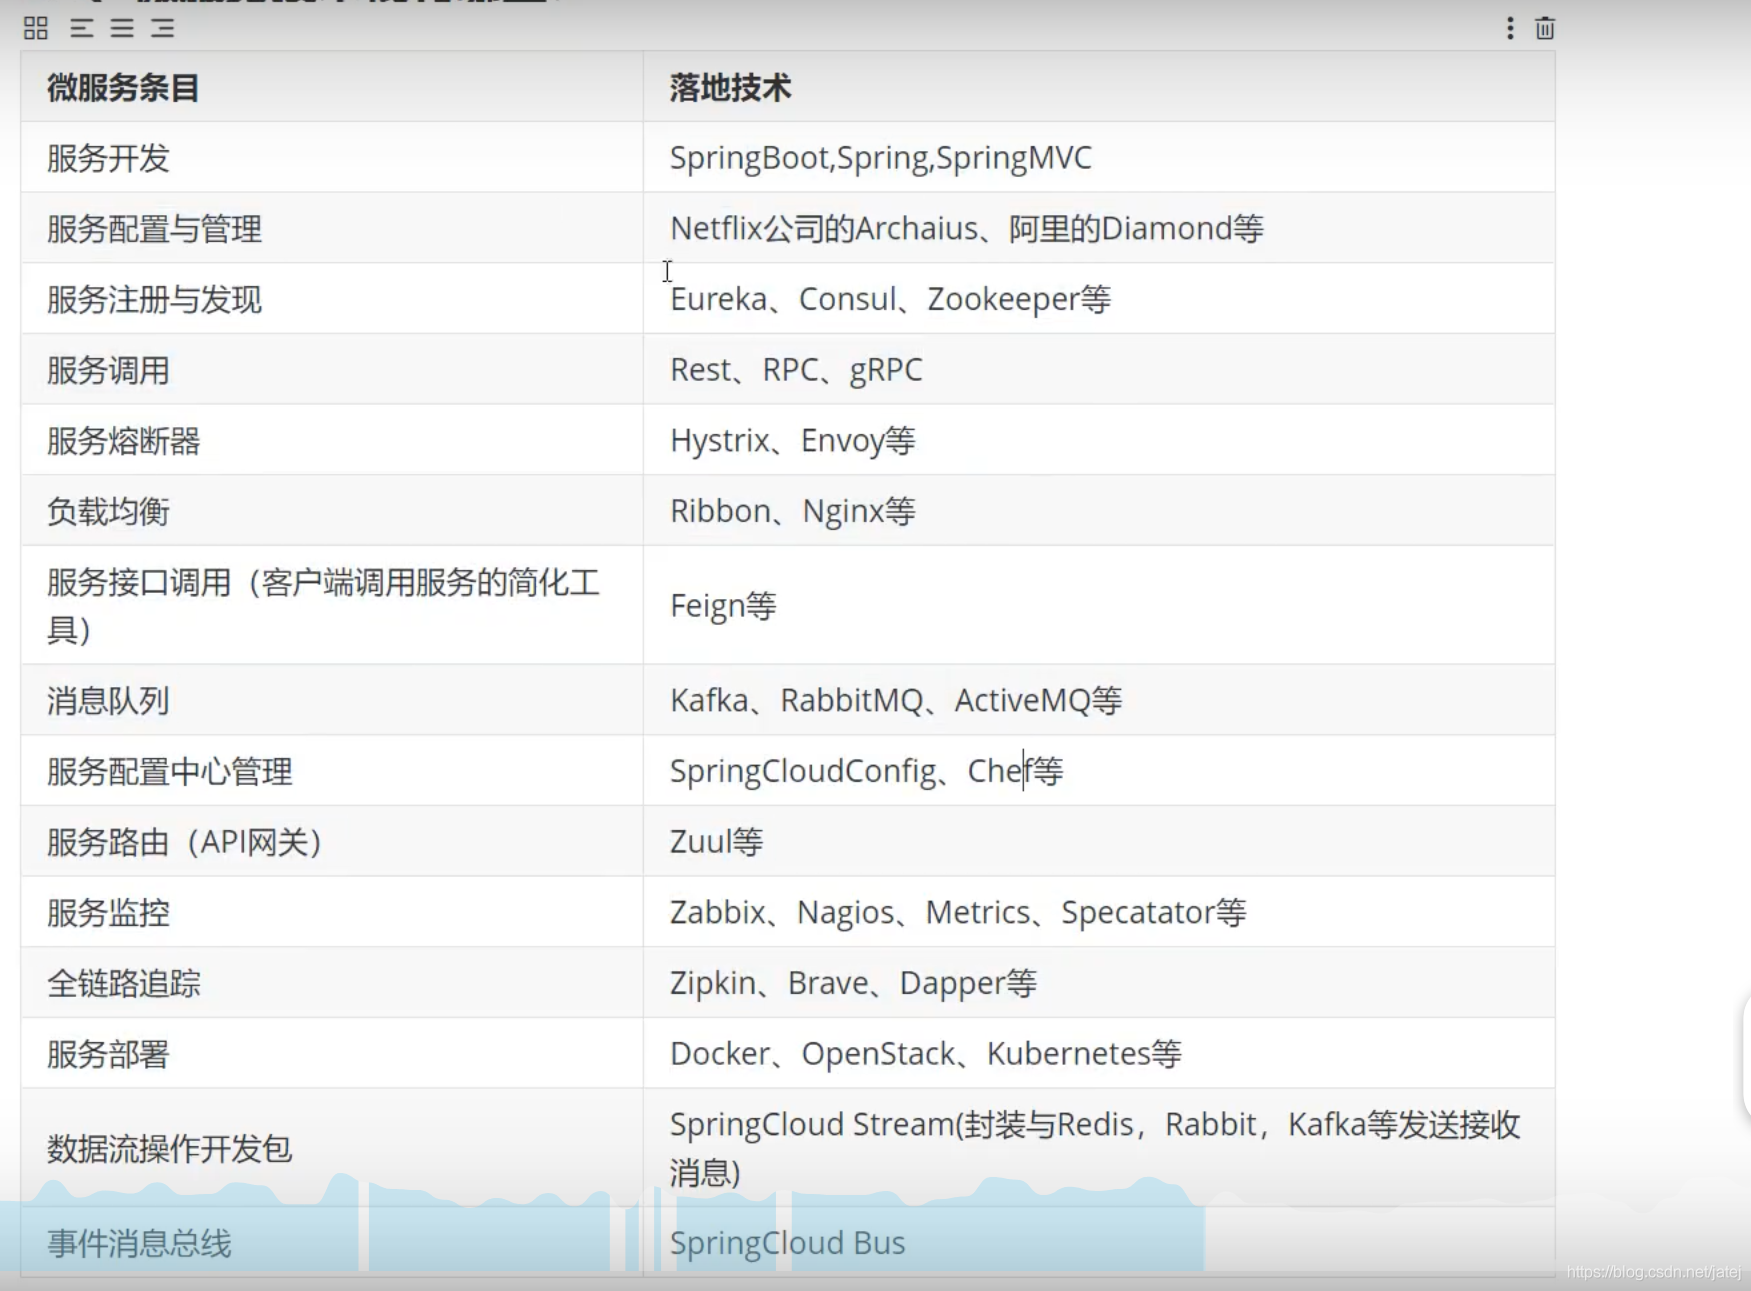 微服务条目
落地技术
服务开发
SpringBoot,Spring,SpringMVC
服务配置与管理
Netflix公司的Archaius、阿里的Diamond等
服务注册与发现
Eureka、Consul、Zookeeper等
服务调用
Rest、RPC、gRPC
服务熔断器
Hystrix、Envoy等
负载均衡
Ribbon、Nginx等
服务接口调用（客户端调用服务的简化工
具）
Feign等
消息队列
Kafka、RabbitMQ、ActiveMQ等
服务配置中心管理
SpringCloudConfig、Chef等
服务路由（API网关）
Zuul等
服务监控
Zabbix、Nagios、Metrics、Specatator等
全链路追踪
Zipkin、Brave、Dapper等
服务部署
Docker、OpenStack、Kubernetes等
数据流操作开发包
SpringCloud Stream(封装与Redis，Rabbit，Kafka等发送接收
消息)
事件消息总线
SpringCloud Bus
https://blog.csdn.net/jatej